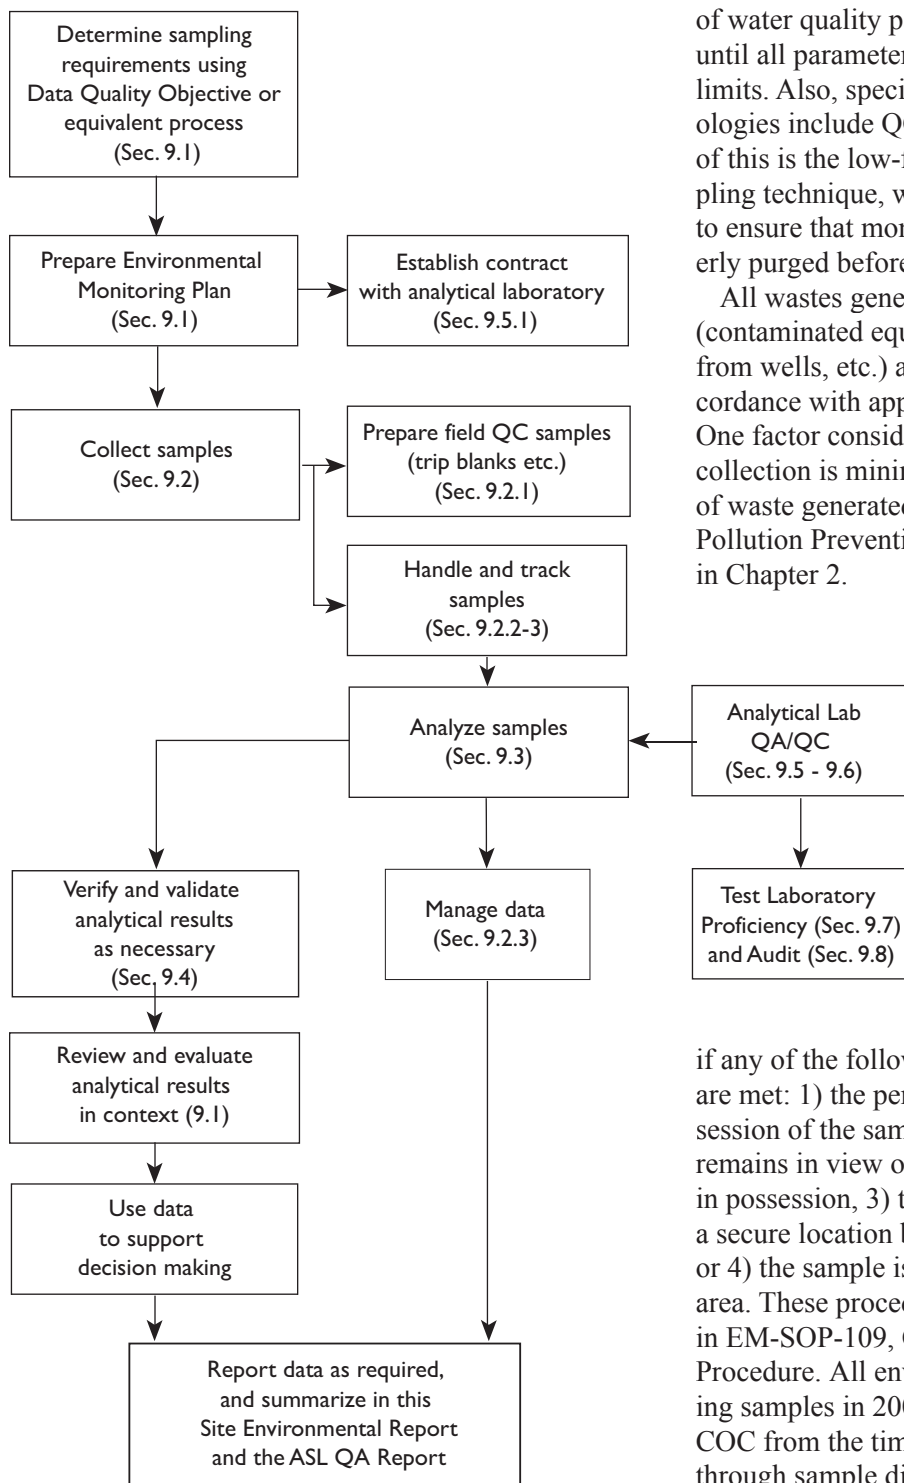 Determine sampling
requirements using
Data Quality Objective or
equivalent process
(Sec. 9.1)
Prepare Environmental
Monitoring Plan
(Sec. 9.1)
Establish contract
with analytical laboratory
(Sec. 9.5.1)
Collect samples
(Sec. 9.2)
Prepare field QC samples
(trip blanks etc.)
(Sec. 9.2.1)
Handle and track
samples
(Sec. 9.2.2-3)
Analyze samples
(Sec. 9.3)
Analytical Lab
QA/QC
(Sec. 9.5 - 9.6)
Verify and validate
analytical results
as necessary
(Sec. 9.4)
Manage data
(Sec. 9.2.3)
Test Laboratory
Proficiency (Sec. 9.7)
and Audit (Sec. 9.8)
Review and evaluate
analytical results
in context (9.1)
Use data
to support
decision making
Report data as required,
and summarize in this
Site Environmental Report
and the ASL QA Report
of water quality p
until all parameter
limits. Also, speci
ologies include QC
of this is the low-f
pling technique, w
to ensure that mon
erly purged before
All wastes gene
(contaminated equ
from wells, etc.) a
cordance with app
One factor consid
collection is minin
of waste generated
Pollution Preventi
in Chapter 2.
if any of the follow
are met: 1) the per
session of the sam
remains in view o
in possession, 3) t
a secure location b
or 4) the sample is
area. These proced
in EM-SOP-109, C
Procedure. All env
ing samples in 200
COC from the tim
through sample di